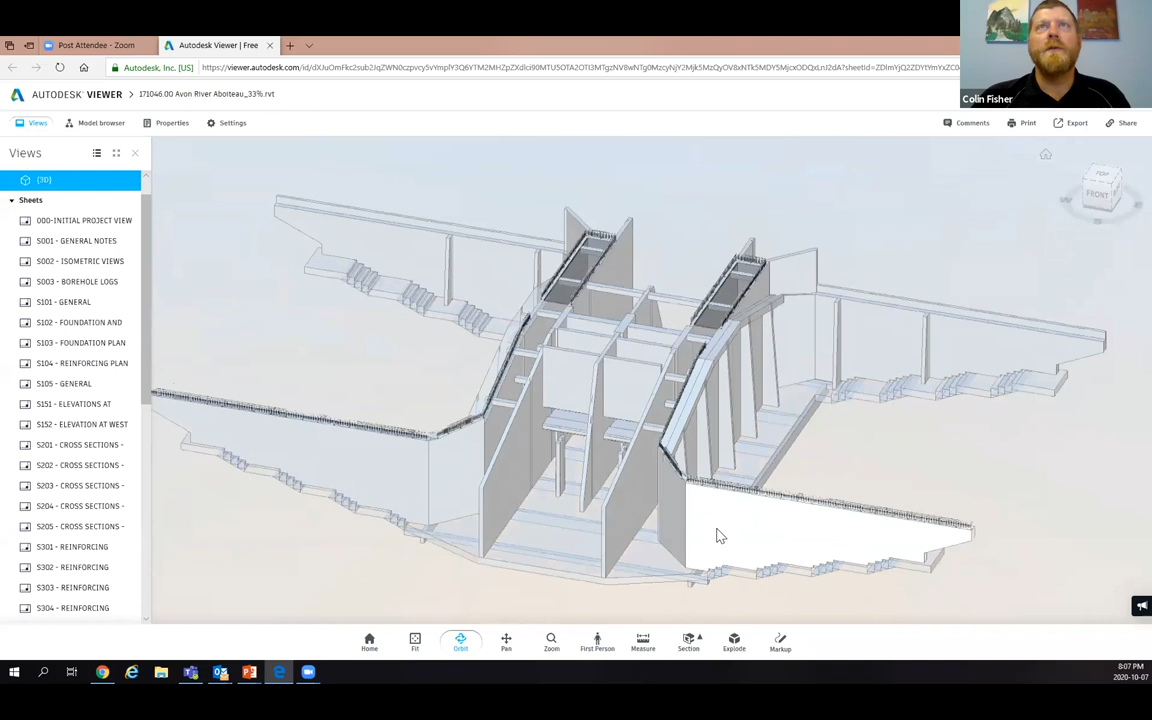 Post Attendee - Zoom
Autodesk Viewer | Free
Autodesk, Inc. [US]
AUTODESK VIEWER > 171046.00 Avon River Aboiteau_33%.rvt
Views
Model browser
Properties
Settings
Comments
Print
Export
Share
Colin Fisher
Views
{3D}
Sheets
000-INITIAL PROJECT VIEW
S001 - GENERAL NOTES
S002 - ISOMETRIC VIEWS
S003 - BOREHOLE LOGS
S101 - GENERAL
S102 - FOUNDATION AND
S103 - FOUNDATION PLAN
S104 - REINFORCING PLAN
S105 - GENERAL
S151 - ELEVATIONS AT
S152 - ELEVATION AT WEST
S201 - CROSS SECTIONS -
S202 - CROSS SECTIONS -
S203 - CROSS SECTIONS -
S204 - CROSS SECTIONS -
S205 - CROSS SECTIONS -
S301 - REINFORCING
S302 - REINFORCING
S303 - REINFORCING
S304 - REINFORCING
TOP
FRONT
Home
Fit
Orbit
Pan
Zoom
First Person
Measure
Section
Explode
Markup
8:07 PM
2020-10-07